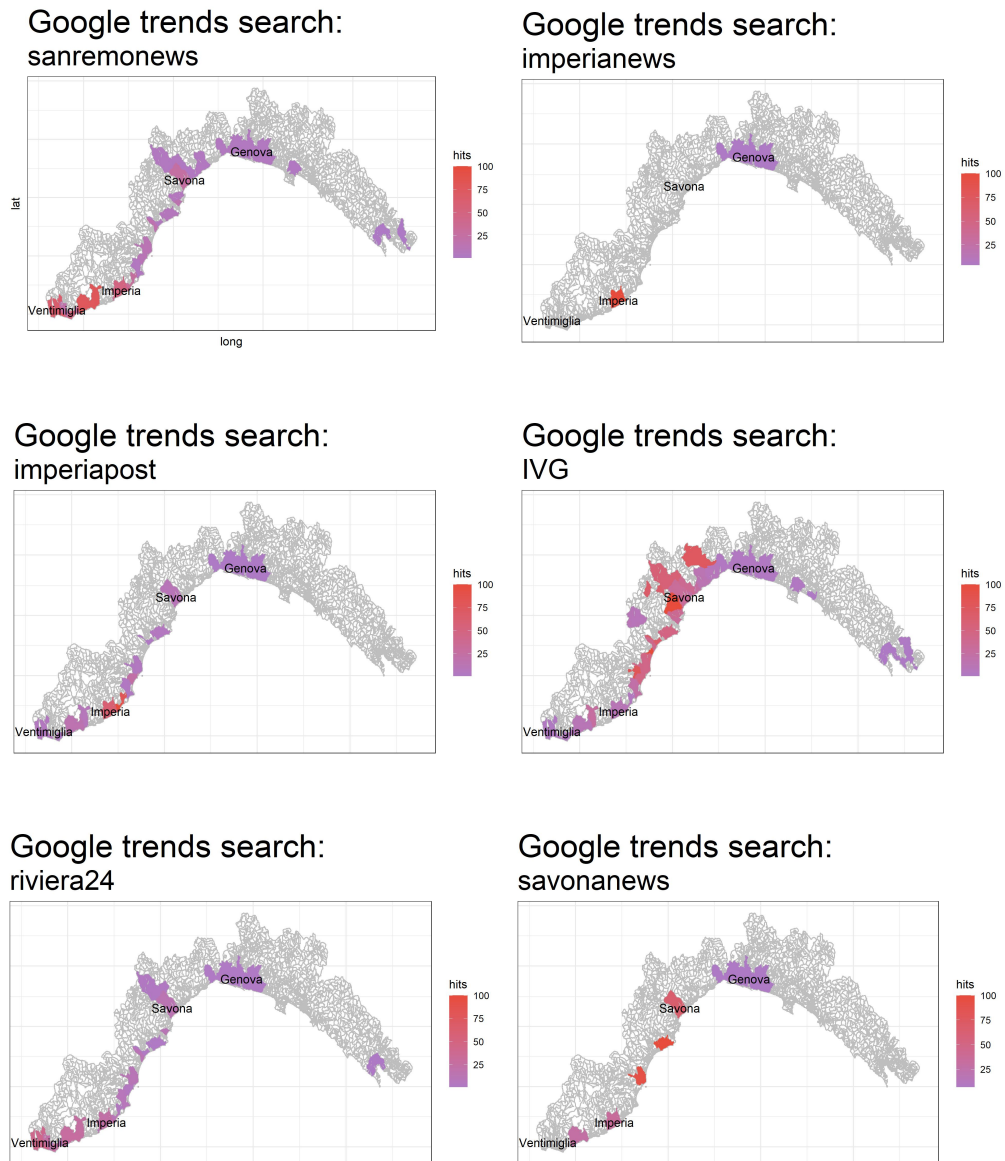 Google trends search:
sanremonews
Genova
Savona
Imperia
Ventimiglia
lat
long
hits
100
75
50
25
Google trends search:
imperianews
Genova
Savona
Imperia
Ventimiglia
hits
100
75
50
25
Google trends search:
imperiapost
Genova
Savona
Imperia
Ventimiglia
hits
100
75
50
25
Google trends search:
IVG
Genova
Savona
Imperia
Ventimiglia
hits
100
75
50
25
Google trends search:
riviera24
Genova
Savona
Imperia
Ventimiglia
hits
100
75
50
25
Google trends search:
savonanews
Genova
Savona
Imperia
Ventimiglia
hits
100
75
50
25